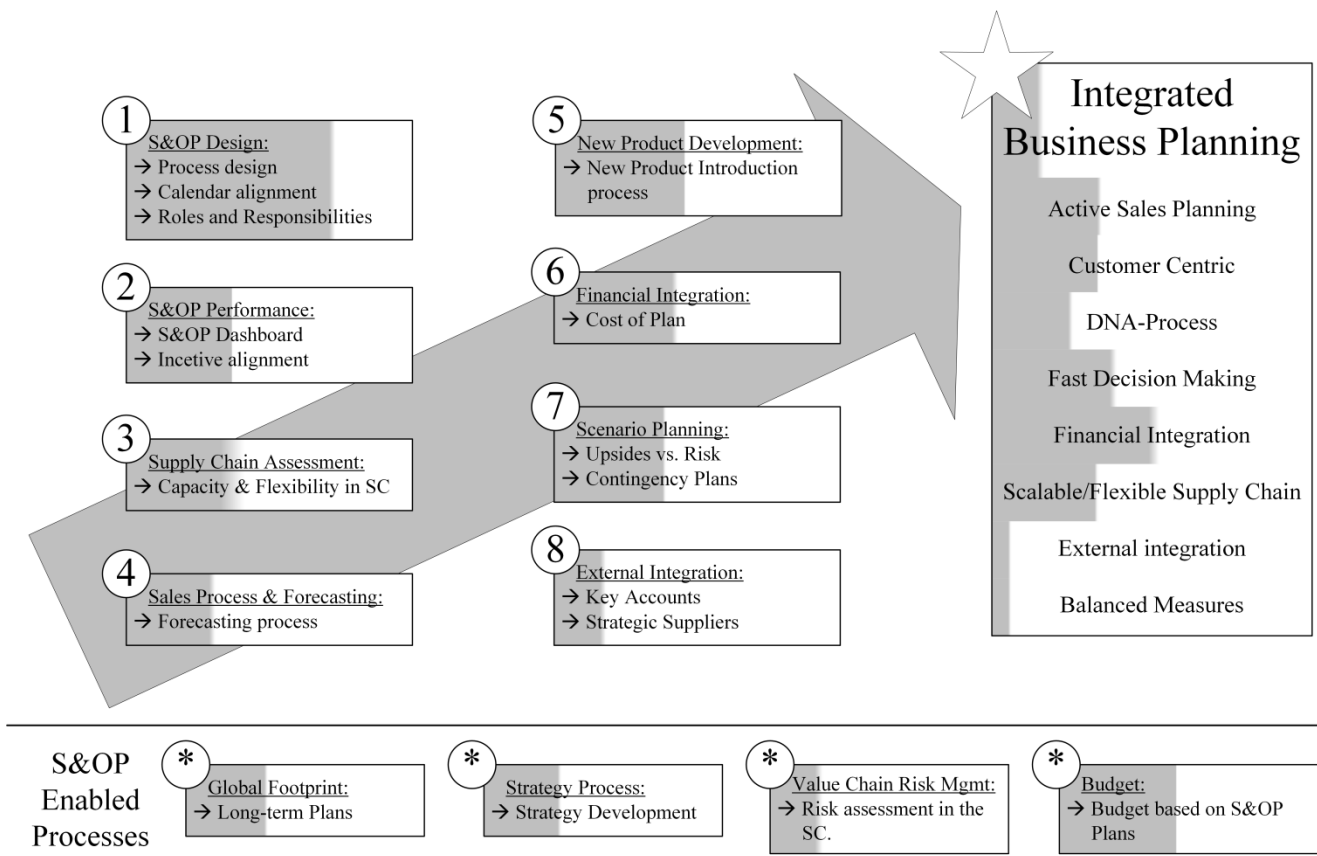 1
S&OP Design:
→ Process design
→ Calendar alignment
→ Roles and Responsibilities
2
S&OP Performance:
→ S&OP Dashboard
→ Incetive alignment
3
Supply Chain Assessment:
→ Capacity & Flexibility in SC
4
Sales Process & Forecasting:
→ Forecasting process
5
New Product Development:
→ New Product Introduction
process
6
Financial Integration:
→ Cost of Plan
7
Scenario Planning:
→ Upsides vs. Risk
→ Contingency Plans
8
External Integration:
→ Key Accounts
→ Strategic Suppliers
Integrated
Business Planning
Active Sales Planning
Customer Centric
DNA-Process
Fast Decision Making
Financial Integration
Scalable/Flexible Supply Chain
External integration
Balanced Measures
S&OP
Enabled
Processes
*
Global Footprint:
→ Long-term Plans
*
Strategy Process:
→ Strategy Development
*
Value Chain Risk Mgmt:
→ Risk assessment in the
SC.
*
Budget:
→ Budget based on S&OP
Plans